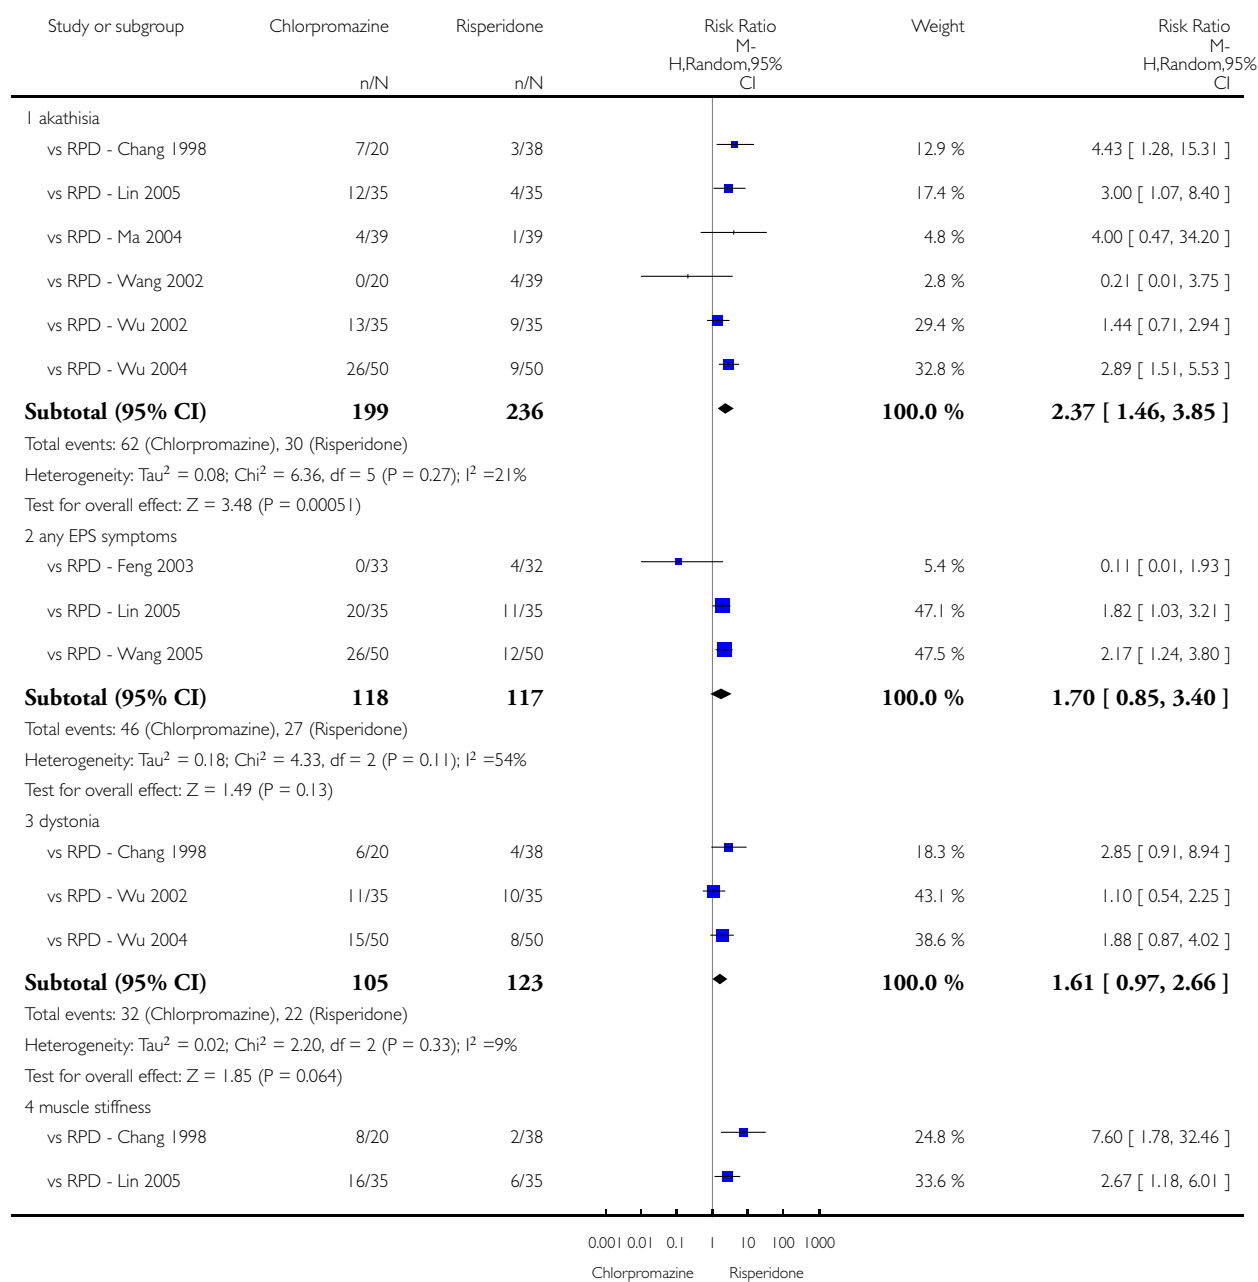 Study or subgroup Chlorpromazine Risperidone Risk Ratio Weight Risk Ratio
M- M-
H,Random,95% H,Random,95%
n/N n/N CI CI
1 akathisia
vs RPD - Chang 1998 7/20 3/38 12.9 % 4.43 [ 1.28, 15.31 ]
vs RPD - Lin 2005 12/35 4/35 17.4 % 3.00 [ 1.07, 8.40 ]
vs RPD - Ma 2004 4/39 1/39 4.8 % 4.00 [ 0.47, 34.20 ]
vs RPD - Wang 2002 0/20 4/39 2.8 % 0.21 [ 0.01, 3.75 ]
vs RPD - Wu 2002 13/35 9/35 29.4 % 1.44 [ 0.71, 2.94 ]
vs RPD - Wu 2004 26/50 9/50 32.8 % 2.89 [ 1.51, 5.53 ]
Subtotal (95% CI) 199 236 100.0 % 2.37 [ 1.46, 3.85 ]
Total events: 62 (Chlorpromazine), 30 (Risperidone)
Heterogeneity: Tau² = 0.08; Chi² = 6.36, df = 5 (P = 0.27); I² =21%
Test for overall effect: Z = 3.48 (P = 0.00051)
2 any EPS symptoms
vs RPD - Feng 2003 0/33 4/32 5.4 % 0.11 [ 0.01, 1.93 ]
vs RPD - Lin 2005 20/35 11/35 47.1 % 1.82 [ 1.03, 3.21 ]
vs RPD - Wang 2005 26/50 12/50 47.5 % 2.17 [ 1.24, 3.80 ]
Subtotal (95% CI) 118 117 100.0 % 1.70 [ 0.85, 3.40 ]
Total events: 46 (Chlorpromazine), 27 (Risperidone)
Heterogeneity: Tau² = 0.18; Chi² = 4.33, df = 2 (P = 0.11); I² =54%
Test for overall effect: Z = 1.49 (P = 0.13)
3 dystonia
vs RPD - Chang 1998 6/20 4/38 18.3 % 2.85 [ 0.91, 8.94 ]
vs RPD - Wu 2002 11/35 10/35 43.1 % 1.10 [ 0.54, 2.25 ]
vs RPD - Wu 2004 15/50 8/50 38.6 % 1.88 [ 0.87, 4.02 ]
Subtotal (95% CI) 105 123 100.0 % 1.61 [ 0.97, 2.66 ]
Total events: 32 (Chlorpromazine), 22 (Risperidone)
Heterogeneity: Tau² = 0.02; Chi² = 2.20, df = 2 (P = 0.33); I² =9%
Test for overall effect: Z = 1.85 (P = 0.064)
4 muscle stiffness
vs RPD - Chang 1998 8/20 2/38 24.8 % 7.60 [ 1.78, 32.46 ]
vs RPD - Lin 2005 16/35 6/35 33.6 % 2.67 [ 1.18, 6.01 ]
0.001 0.01 0.1 1 10 100 1000
Chlorpromazine Risperidone